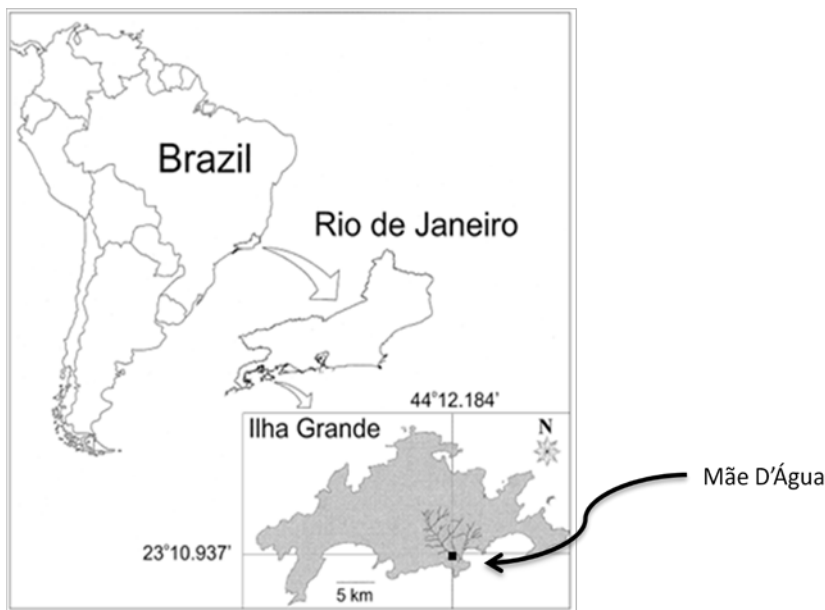 Brazil
Rio de Janeiro
44°12.184’
Ilha Grande
N
Mãe D’Água
23°10.937’
5 km